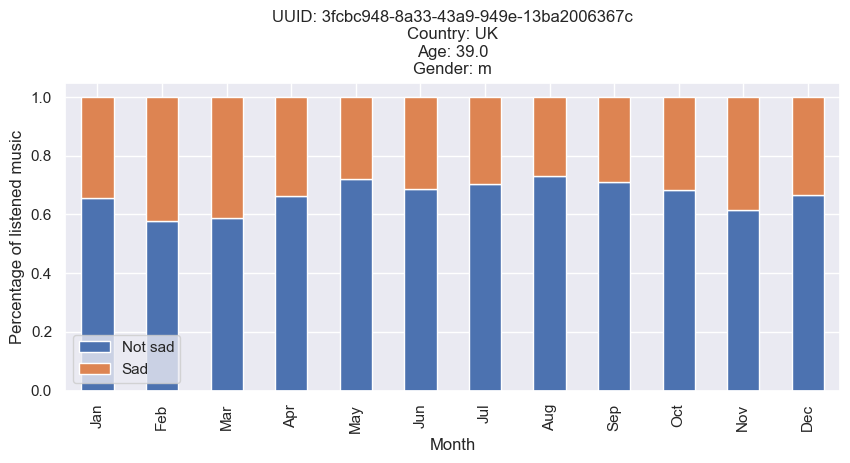 UUID: 3fcbc948-8a33-43a9-949e-13ba2006367c
Country: UK
Age: 39.0
Gender: m
Percentage of listened music
1.0
0.8
0.6
0.4
0.2
0.0
Not sad
Sad
Jan
Feb
Mar
Apr
May
Jun
Jul
Aug
Sep
Oct
Nov
Dec
Month